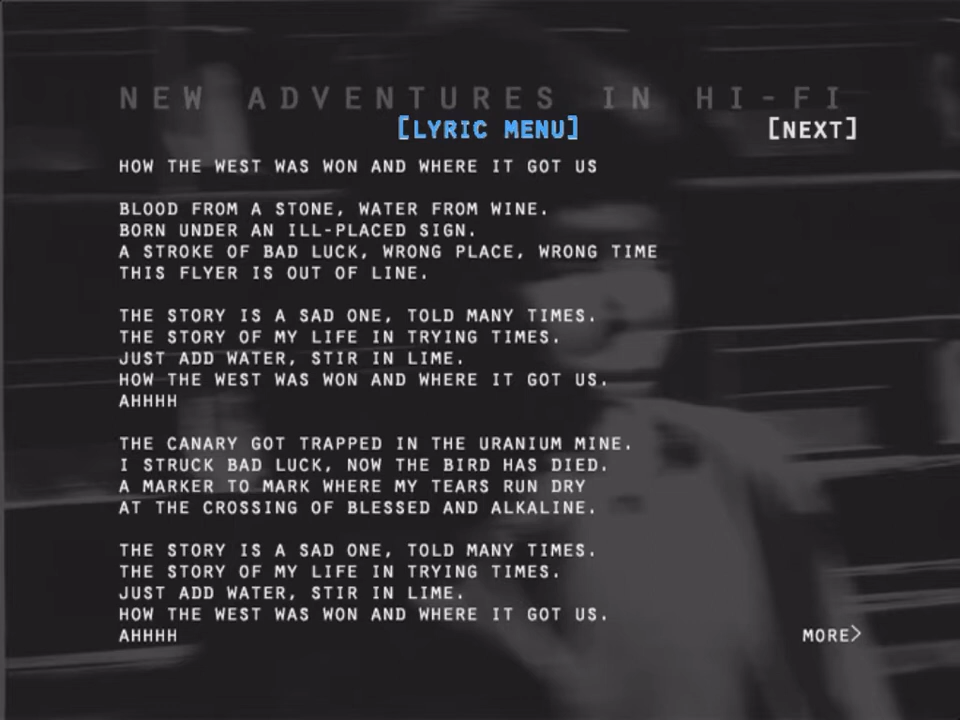 NEW ADVENTURES IN HI-FI
[LYRIC MENU] [NEXT]
HOW THE WEST WAS WON AND WHERE IT GOT US
BLOOD FROM A STONE, WATER FROM WINE.
BORN UNDER AN ILL-PLACED SIGN.
A STROKE OF BAD LUCK, WRONG PLACE, WRONG TIME
THIS FLYER IS OUT OF LINE.
THE STORY IS A SAD ONE, TOLD MANY TIMES.
THE STORY OF MY LIFE IN TRYING TIMES.
JUST ADD WATER, STIR IN LIME.
HOW THE WEST WAS WON AND WHERE IT GOT US.
AHHHH
THE CANARY GOT TRAPPED IN THE URANIUM MINE.
I STRUCK BAD LUCK, NOW THE BIRD HAS DIED.
A MARKER TO MARK WHERE MY TEARS RUN DRY
AT THE CROSSING OF BLESSED AND ALKALINE.
THE STORY IS A SAD ONE, TOLD MANY TIMES.
THE STORY OF MY LIFE IN TRYING TIMES.
JUST ADD WATER, STIR IN LIME.
HOW THE WEST WAS WON AND WHERE IT GOT US.
AHHHH
MORE>